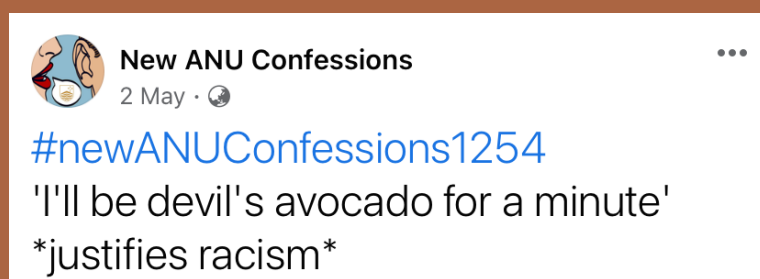 New ANU Confessions
2 May ·
#newANUConfessions1254
'I'll be devil's avocado for a minute'
*justifies racism*